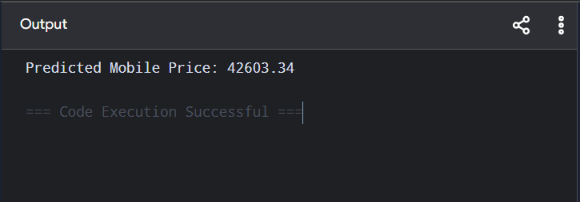 Output
Predicted Mobile Price: 42603.34
=== Code Execution Successful ===